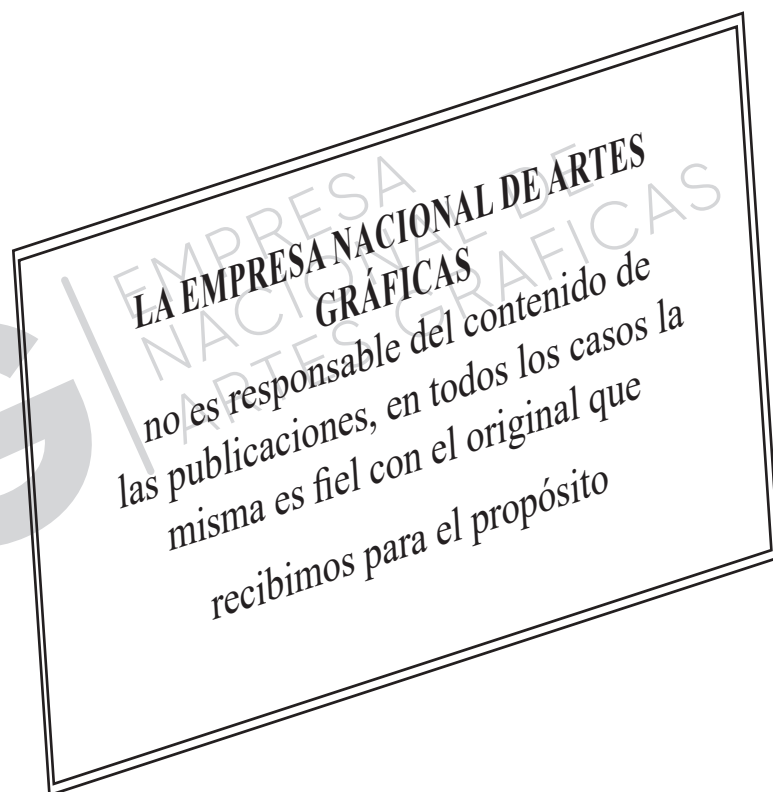 LA EMPRESA NACIONAL DE ARTES
GRÁFICAS
no es responsable del contenido de
las publicaciones, en todos los casos la
misma es fiel con el original que
recibimos para el propósito
EMPRESA
NACIONAL DE
ARTES GRAFICAS
G